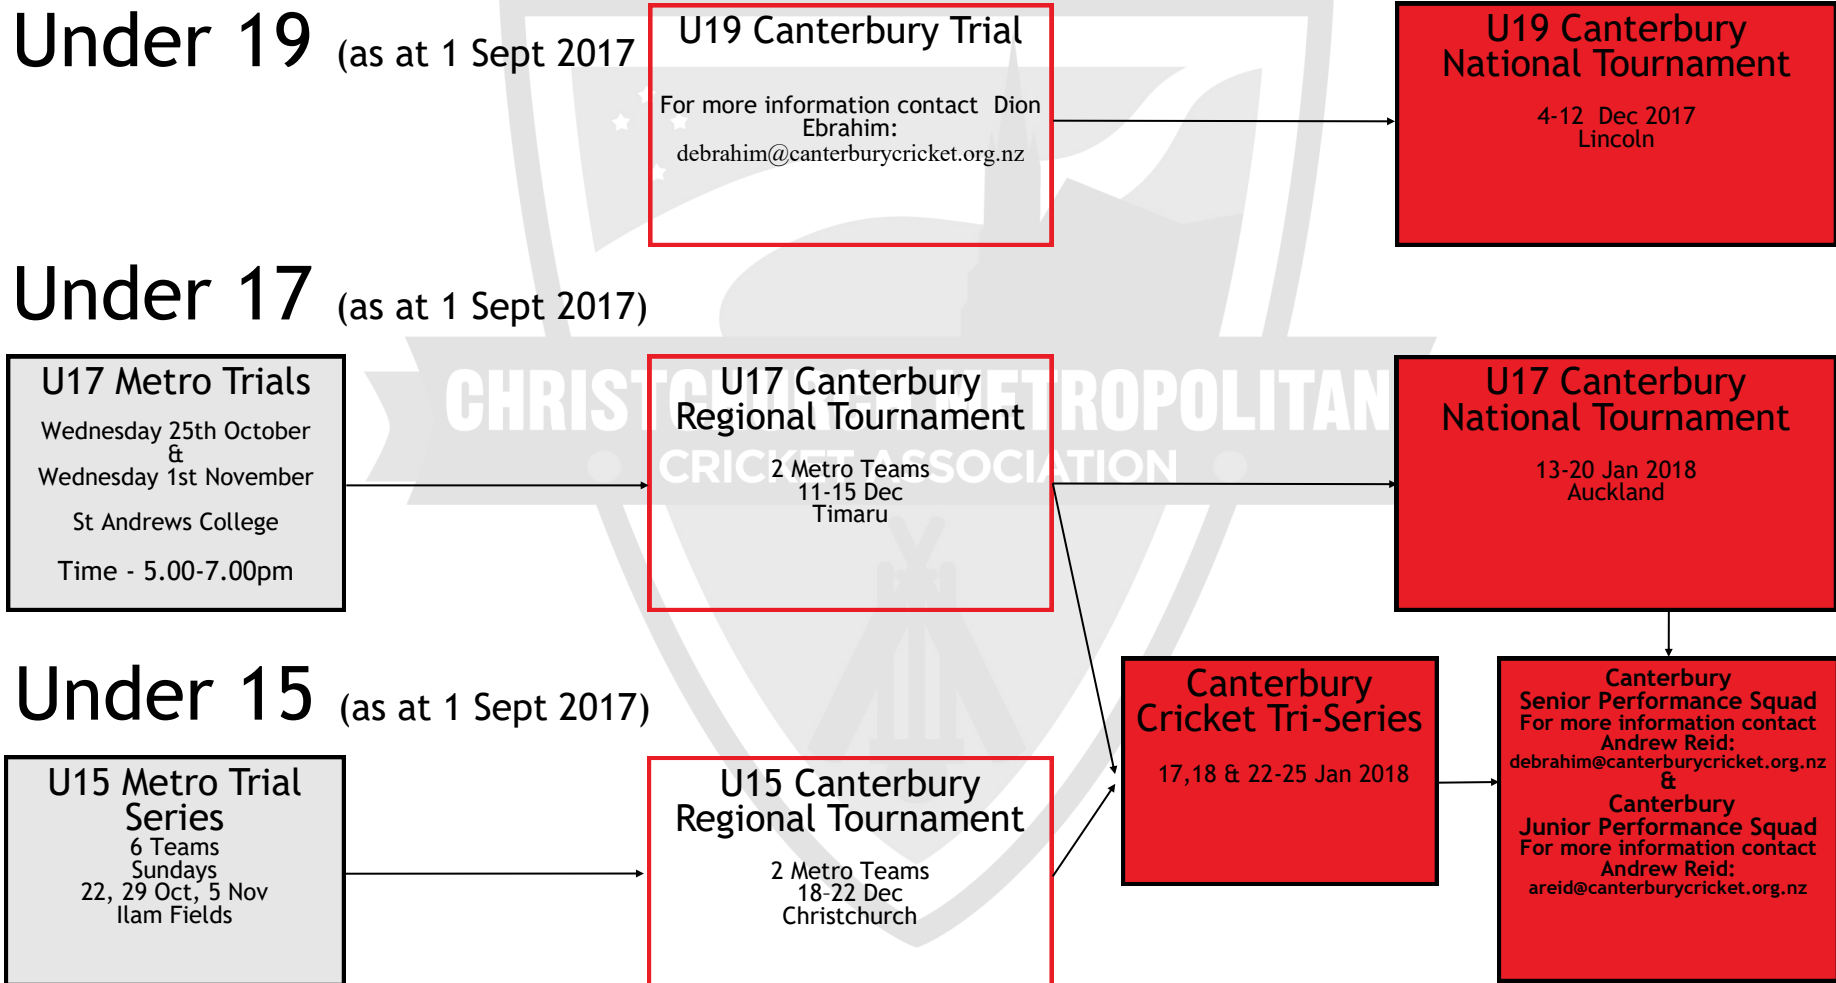 Under 19 (as at 1 Sept 2017
U19 Canterbury Trial
For more information contact Dion
Ebrahim:
debrahim@canterburycricket.org.nz
U19 Canterbury
National Tournament
4-12 Dec 2017
Lincoln
Under 17 (as at 1 Sept 2017)
U17 Metro Trials
Wednesday 25th October
&
Wednesday 1st November
St Andrews College
Time - 5.00-7.00pm
U17 Canterbury
Regional Tournament
2 Metro Teams
11-15 Dec
Timaru
U17 Canterbury
National Tournament
13-20 Jan 2018
Auckland
CHRISTCHURCH METROPOLITAN
CRICKET ASSOCIATION
Under 15 (as at 1 Sept 2017)
U15 Metro Trial
Series
6 Teams
Sundays
22, 29 Oct, 5 Nov
Ilam Fields
U15 Canterbury
Regional Tournament
2 Metro Teams
18-22 Dec
Christchurch
Canterbury
Cricket Tri-Series
17,18 & 22-25 Jan 2018
Canterbury
Senior Performance Squad
For more information contact
Andrew Reid:
debrahim@canterburycricket.org.nz
&
Canterbury
Junior Performance Squad
For more information contact
Andrew Reid:
areid@canterburycricket.org.nz